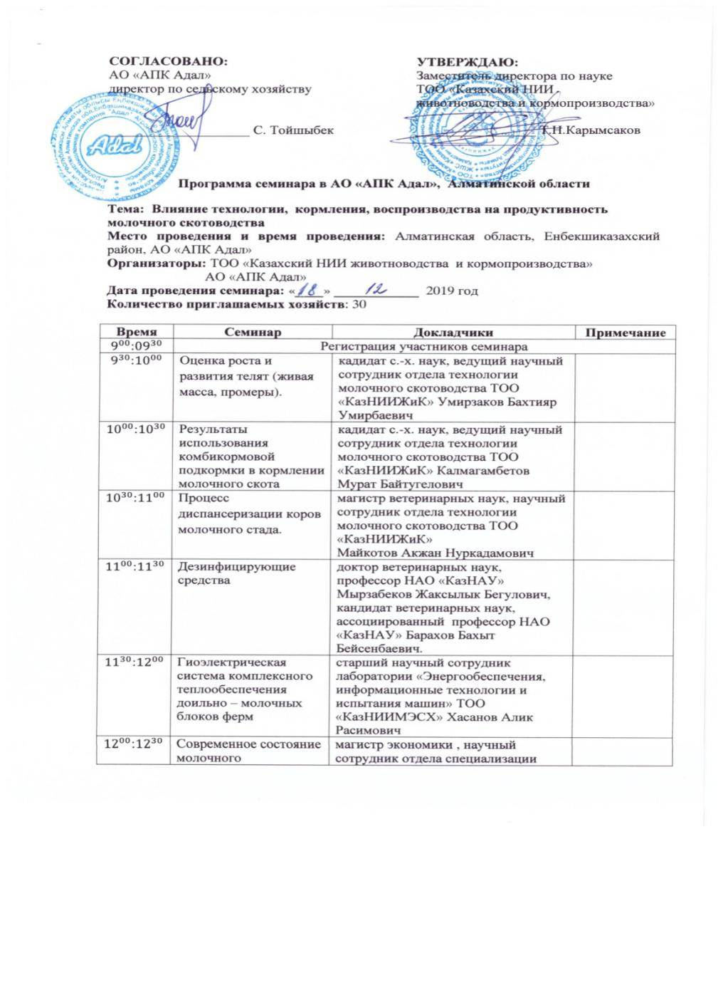 СОГЛАСОВАНО:
АО «АПК Адал»
директор по сельскому хозяйству
С. Тойшыбек
УТВЕРЖДАЮ:
Заместитель директора по науке
ТОО «Казахский НИИ
животноводства и кормопроизводства»
Т.Н.Карымсаков
Adal
Программа семинара в АО «АПК Адал», Алматинской области
Тема: Влияние технологии, кормления, воспроизводства на продуктивность
молочного скотоводства
Место проведения и время проведения: Алматинская область, Енбекшиказахский
район, АО «АПК Адал»
Организаторы: ТОО «Казахский НИИ животноводства и кормопроизводства»
АО «АПК Адал»
Дата проведения семинара: «18» 12 2019 год
Количество приглашаемых хозяйств: 30
Время Семинар Докладчики Примечание
9⁰⁰:09³⁰ Регистрация участников семинара
9³⁰:10⁰⁰
Оценка роста и
развития телят (живая
масса, промеры).
кадидат с.-х. наук, ведущий научный
сотрудник отдела технологии
молочного скотоводства ТОО
«КазНИИЖиК» Умирзаков Бахтияр
Умирбаевич
10⁰⁰:10³⁰
Результаты
использования
комбикормовой
подкормки в кормлении
молочного скота
кадидат с.-х. наук, ведущий научный
сотрудник отдела технологии
молочного скотоводства ТОО
«КазНИИЖиК» Калмагамбетов
Мурат Байтугелович
10³⁰:11⁰⁰
Процесс
диспансеризации коров
молочного стада.
магистр ветеринарных наук, научный
сотрудник отдела технологии
молочного скотоводства ТОО
«КазНИИЖиК»
Майкотов Акжан Нуркадамович
11⁰⁰:11³⁰
Дезинфицирующие
средства
доктор ветеринарных наук,
профессор НАО «КазНАУ»
Мырзабеков Жаксылык Бегулович,
кандидат ветеринарных наук,
ассоциированный профессор НАО
«КазНАУ» Барахов Бахыт
Бейсенбаевич.
11³⁰:12⁰⁰
Гиоэлектрическая
система комплексного
теплообеспечения
доильно – молочных
блоков ферм
старший научный сотрудник
лаборатории «Энергообеспечения,
информационные технологии и
испытания машин» ТОО
«КазНИИМЭСХ» Хасанов Алик
Расимович
12⁰⁰:12³⁰
Современное состояние
молочного
магистр экономики , научный
сотрудник отдела специализации